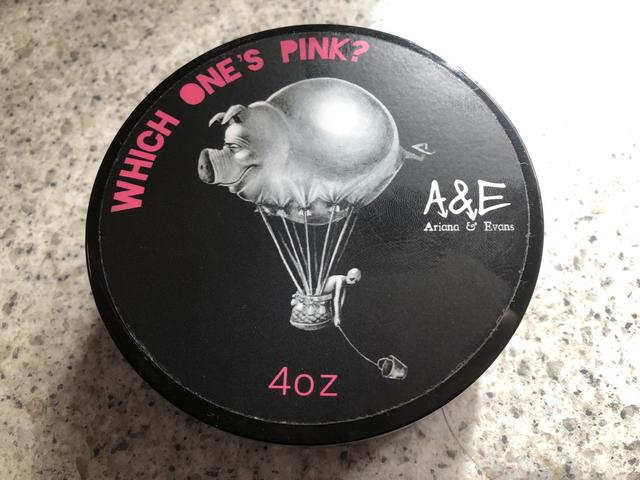 WHICH ONE'S PINK?
A&E
Ariana & Evans
4oz